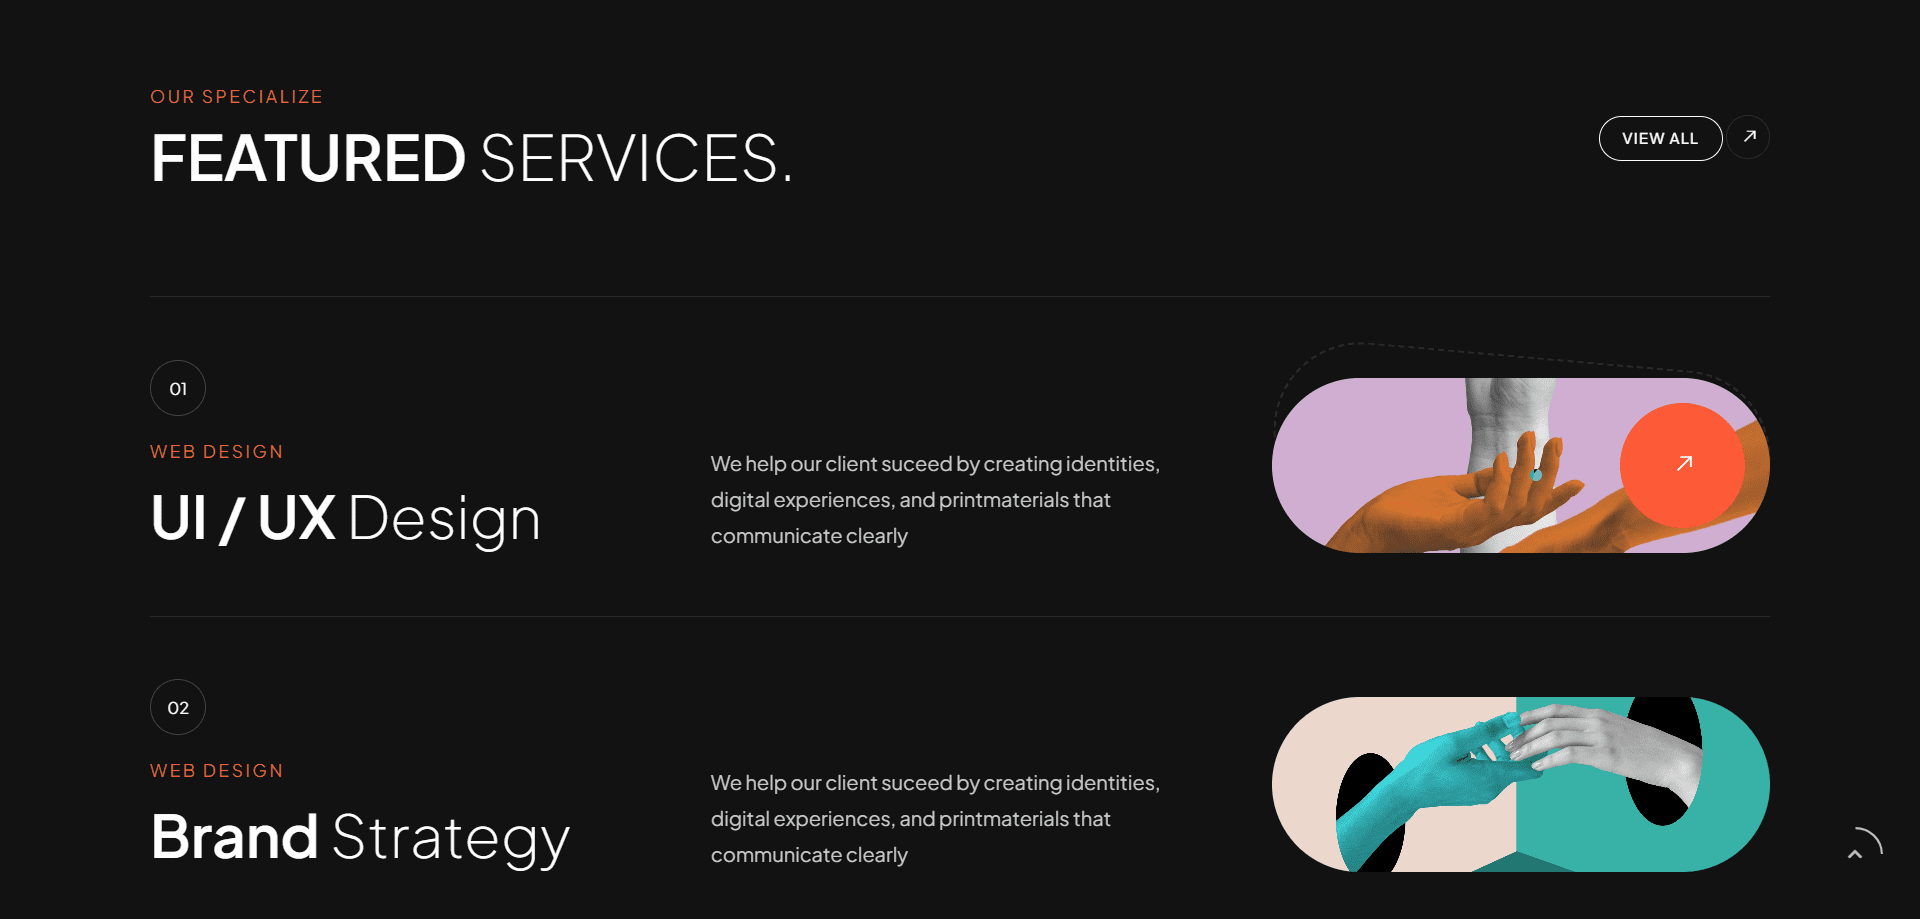 OUR SPECIALIZE
FEATURED SERVICES.
VIEW ALL
01
WEB DESIGN
UI / UX Design
We help our client suceed by creating identities,
digital experiences, and printmaterials that
communicate clearly
02
WEB DESIGN
Brand Strategy
We help our client suceed by creating identities,
digital experiences, and printmaterials that
communicate clearly